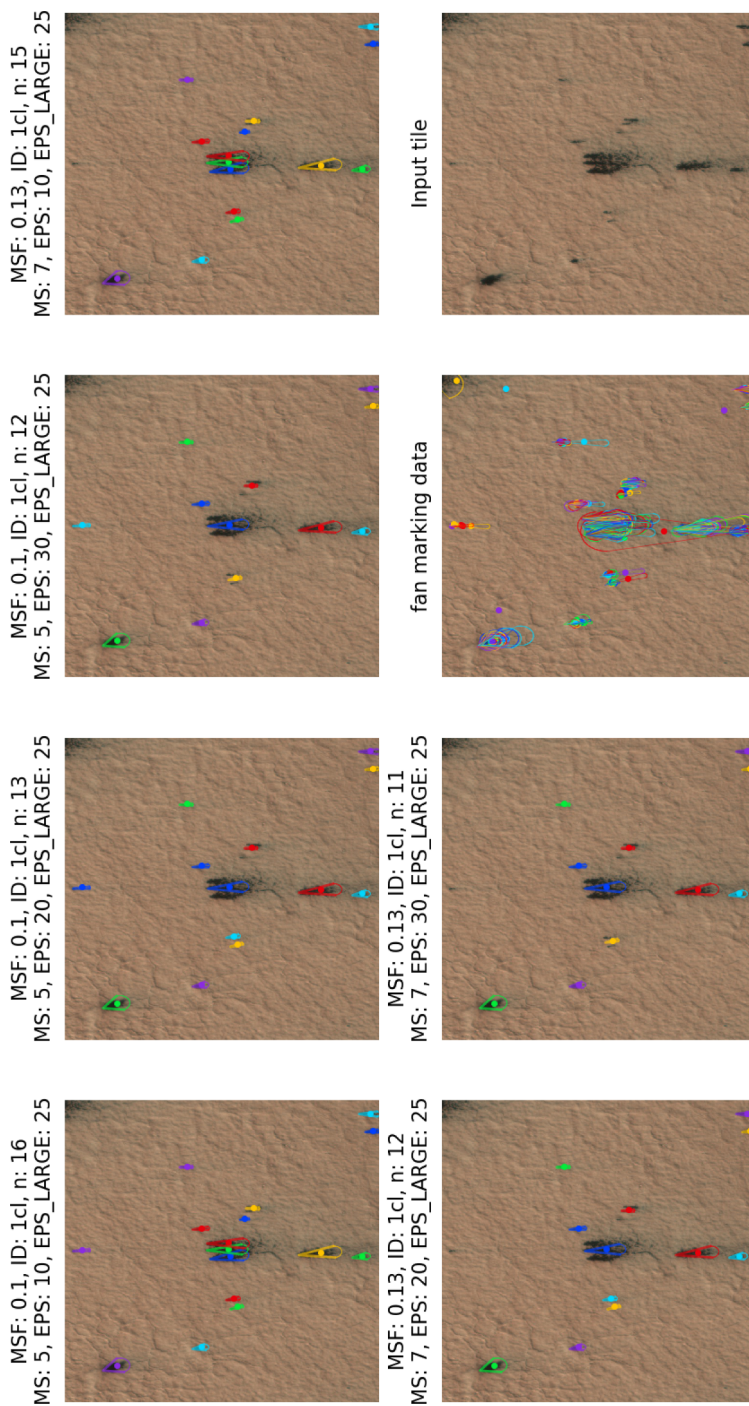 MSF: 0.1, ID: 1cl, n: 16
MS: 5, EPS: 10, EPS_LARGE: 25
MSF: 0.1, ID: 1cl, n: 13
MS: 5, EPS: 20, EPS_LARGE: 25
MSF: 0.1, ID: 1cl, n: 12
MS: 5, EPS: 30, EPS_LARGE: 25
MSF: 0.13, ID: 1cl, n: 15
MS: 7, EPS: 10, EPS_LARGE: 25
MSF: 0.13, ID: 1cl, n: 12
MS: 7, EPS: 20, EPS_LARGE: 25
MSF: 0.13, ID: 1cl, n: 11
MS: 7, EPS: 30, EPS_LARGE: 25
fan marking data
Input tile